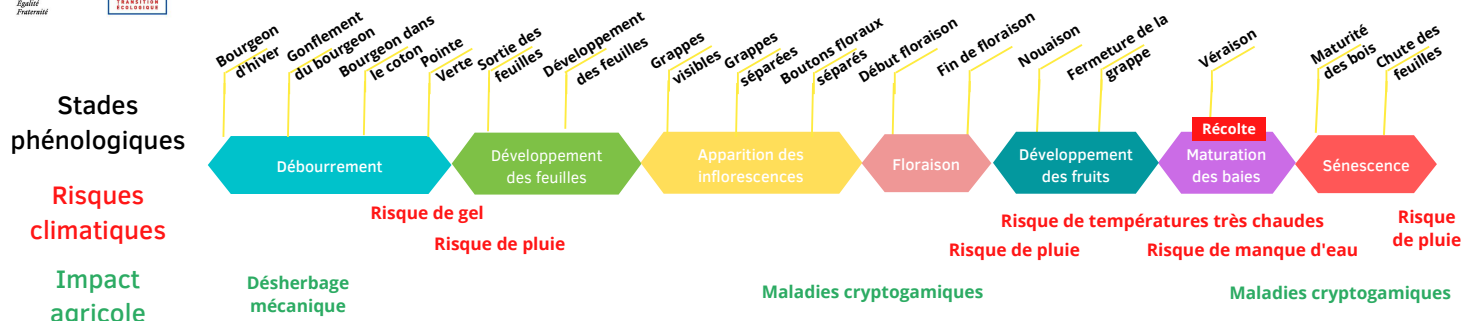 Égalité
Fraternité
TRANSITION
ÉCOLOGIQUE
Bourgeon
d'hiver
Gonflement
du bourgeon
Bourgeon dans
le coton
Pointe
Verte
Sortie des
feuilles
Développement
des feuilles
Grappes
visibles
Grappes
séparées
Boutons floraux
séparés
Début floraison
Fin de floraison
Nouaison
Fermeture de la
grappe
Véraison
Maturité
des bois
Chute des
feuilles
Stades
phénologiques
Débourrement
Développement
des feuilles
Apparition des
inflorescences
Floraison
Développement
des fruits
Récolte
Maturation
des baies
Sénescence
Risques
climatiques
Risque de gel
Risque de pluie
Risque de températures très chaudes
Risque de pluie
Risque de manque d'eau
Risque
de pluie
Impact
agricole
Désherbage
mécanique
Maladies cryptogamiques
Maladies cryptogamiques